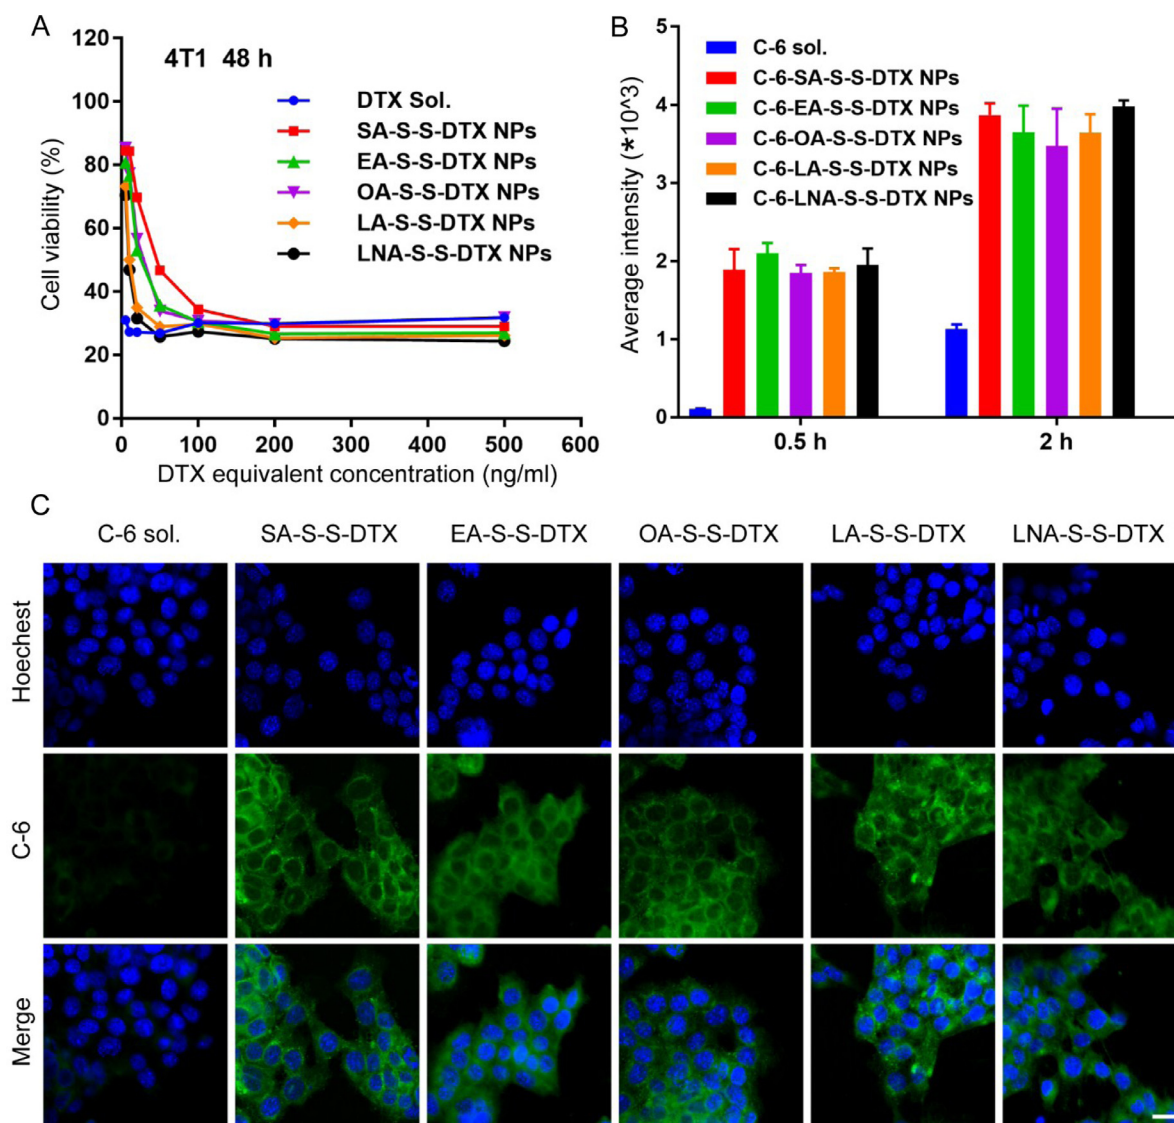 A
120
100
80
60
40
20
0
Cell viability (%)
4T1 48 h
DTX Sol.
SA-S-S-DTX NPs
EA-S-S-DTX NPs
OA-S-S-DTX NPs
LA-S-S-DTX NPs
LNA-S-S-DTX NPs
0 100 200 300 400 500 600
DTX equivalent concentration (ng/ml)
B
5
4
3
2
1
0
Average intensity (*10^3)
C-6 sol.
C-6-SA-S-S-DTX NPs
C-6-EA-S-S-DTX NPs
C-6-OA-S-S-DTX NPs
C-6-LA-S-S-DTX NPs
C-6-LNA-S-S-DTX NPs
0.5 h 2 h
C
C-6 sol. SA-S-S-DTX EA-S-S-DTX OA-S-S-DTX LA-S-S-DTX LNA-S-S-DTX
Hoechest
C-6
Merge